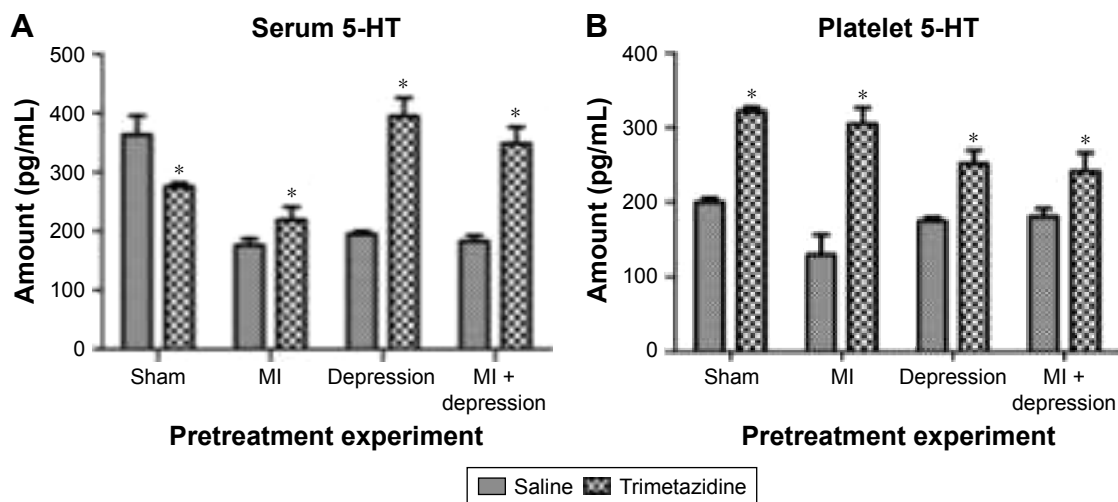 A
Serum 5-HT
Amount (pg/mL)
500
400
300
200
100
0
*
*
*
*
Sham
MI
Depression
MI +
depression
Pretreatment experiment
B
Platelet 5-HT
Amount (pg/mL)
400
300
200
100
0
*
*
*
*
Sham
MI
Depression
MI +
depression
Pretreatment experiment
Saline
Trimetazidine